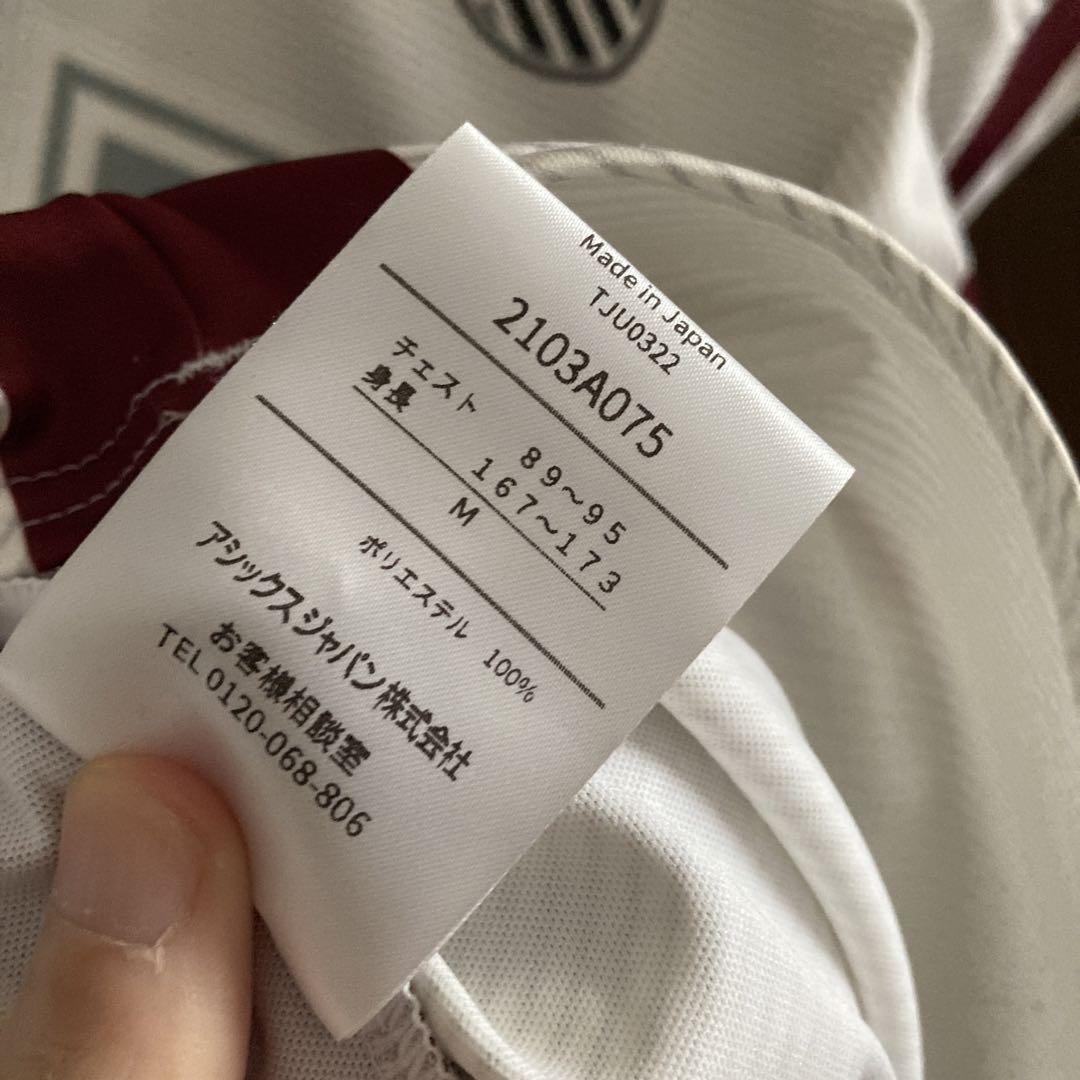 Made in Japan
TJU0322
2103A075
チェスト 89～95
身長 167～173
M
ポリエステル 100%
アシックスジャパン株式会社
お客様相談室
TEL 0120-068-806